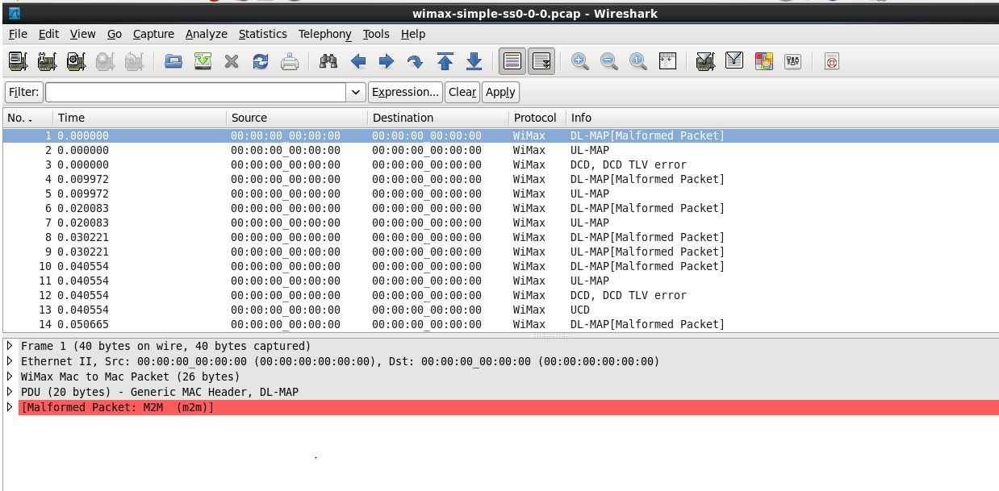 wimax-simple-ss0-0-0.pcap - Wireshark
File Edit View Go Capture Analyze Statistics Telephony Tools Help
Filter: Expression... Clear Apply
No. . Time Source Destination Protocol Info
1 0.000000 00:00:00_00:00:00 00:00:00_00:00:00 WiMax DL-MAP[Malformed Packet]
2 0.000000 00:00:00_00:00:00 00:00:00_00:00:00 WiMax UL-MAP
3 0.000000 00:00:00_00:00:00 00:00:00_00:00:00 WiMax DCD, DCD TLV error
4 0.009972 00:00:00_00:00:00 00:00:00_00:00:00 WiMax DL-MAP[Malformed Packet]
5 0.009972 00:00:00_00:00:00 00:00:00_00:00:00 WiMax UL-MAP
6 0.020083 00:00:00_00:00:00 00:00:00_00:00:00 WiMax DL-MAP[Malformed Packet]
7 0.020083 00:00:00_00:00:00 00:00:00_00:00:00 WiMax UL-MAP
8 0.030221 00:00:00_00:00:00 00:00:00_00:00:00 WiMax DL-MAP[Malformed Packet]
9 0.030221 00:00:00_00:00:00 00:00:00_00:00:00 WiMax UL-MAP[Malformed Packet]
10 0.040554 00:00:00_00:00:00 00:00:00_00:00:00 WiMax DL-MAP[Malformed Packet]
11 0.040554 00:00:00_00:00:00 00:00:00_00:00:00 WiMax UL-MAP
12 0.040554 00:00:00_00:00:00 00:00:00_00:00:00 WiMax DCD, DCD TLV error
13 0.040554 00:00:00_00:00:00 00:00:00_00:00:00 WiMax UCD
14 0.050665 00:00:00_00:00:00 00:00:00_00:00:00 WiMax DL-MAP[Malformed Packet]
Frame 1 (40 bytes on wire, 40 bytes captured)
Ethernet II, Src: 00:00:00_00:00:00 (00:00:00:00:00:00), Dst: 00:00:00_00:00:00 (00:00:00:00:00:00)
WiMax Mac to Mac Packet (26 bytes)
PDU (20 bytes) - Generic MAC Header, DL-MAP
[Malformed Packet: M2M  (m2m)]